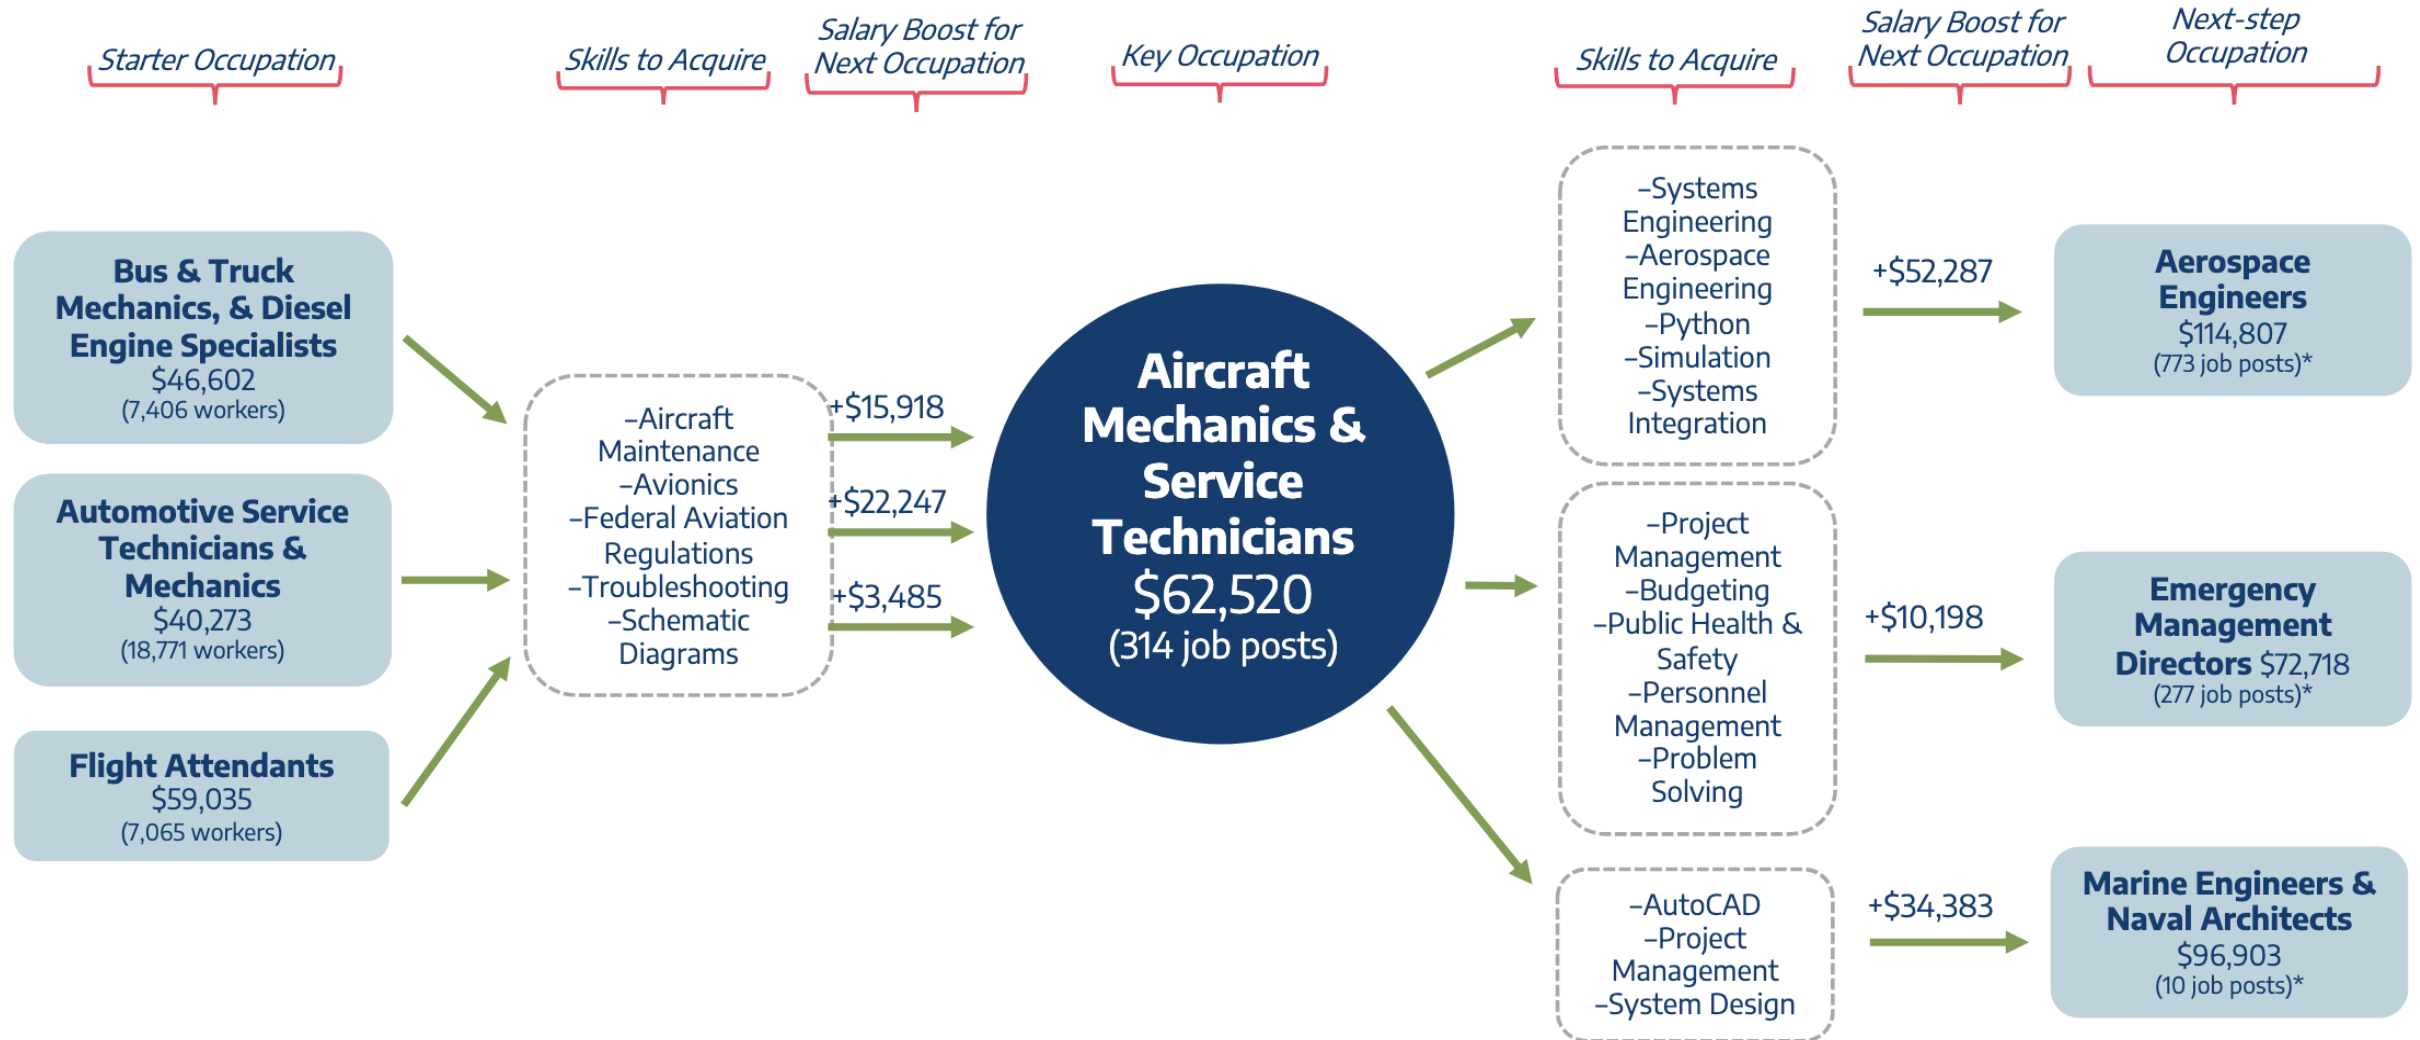 Starter Occupation
Skills to Acquire
Salary Boost for
Next Occupation
Key Occupation
Skills to Acquire
Salary Boost for
Next Occupation
Next-step
Occupation
Bus & Truck
Mechanics, & Diesel
Engine Specialists
$46,602
(7,406 workers)
Automotive Service
Technicians &
Mechanics
$40,273
(18,771 workers)
Flight Attendants
$59,035
(7,065 workers)
–Aircraft
Maintenance
–Avionics
–Federal Aviation
Regulations
–Troubleshooting
–Schematic
Diagrams
+$15,918
+$22,247
+$3,485
Aircraft
Mechanics &
Service
Technicians
$62,520
(314 job posts)
–Systems
Engineering
–Aerospace
Engineering
–Python
–Simulation
–Systems
Integration
+$52,287
Aerospace
Engineers
$114,807
(773 job posts)*
–Project
Management
–Budgeting
–Public Health &
Safety
–Personnel
Management
–Problem
Solving
+$10,198
Emergency
Management
Directors $72,718
(277 job posts)*
–AutoCAD
–Project
Management
–System Design
+$34,383
Marine Engineers &
Naval Architects
$96,903
(10 job posts)*